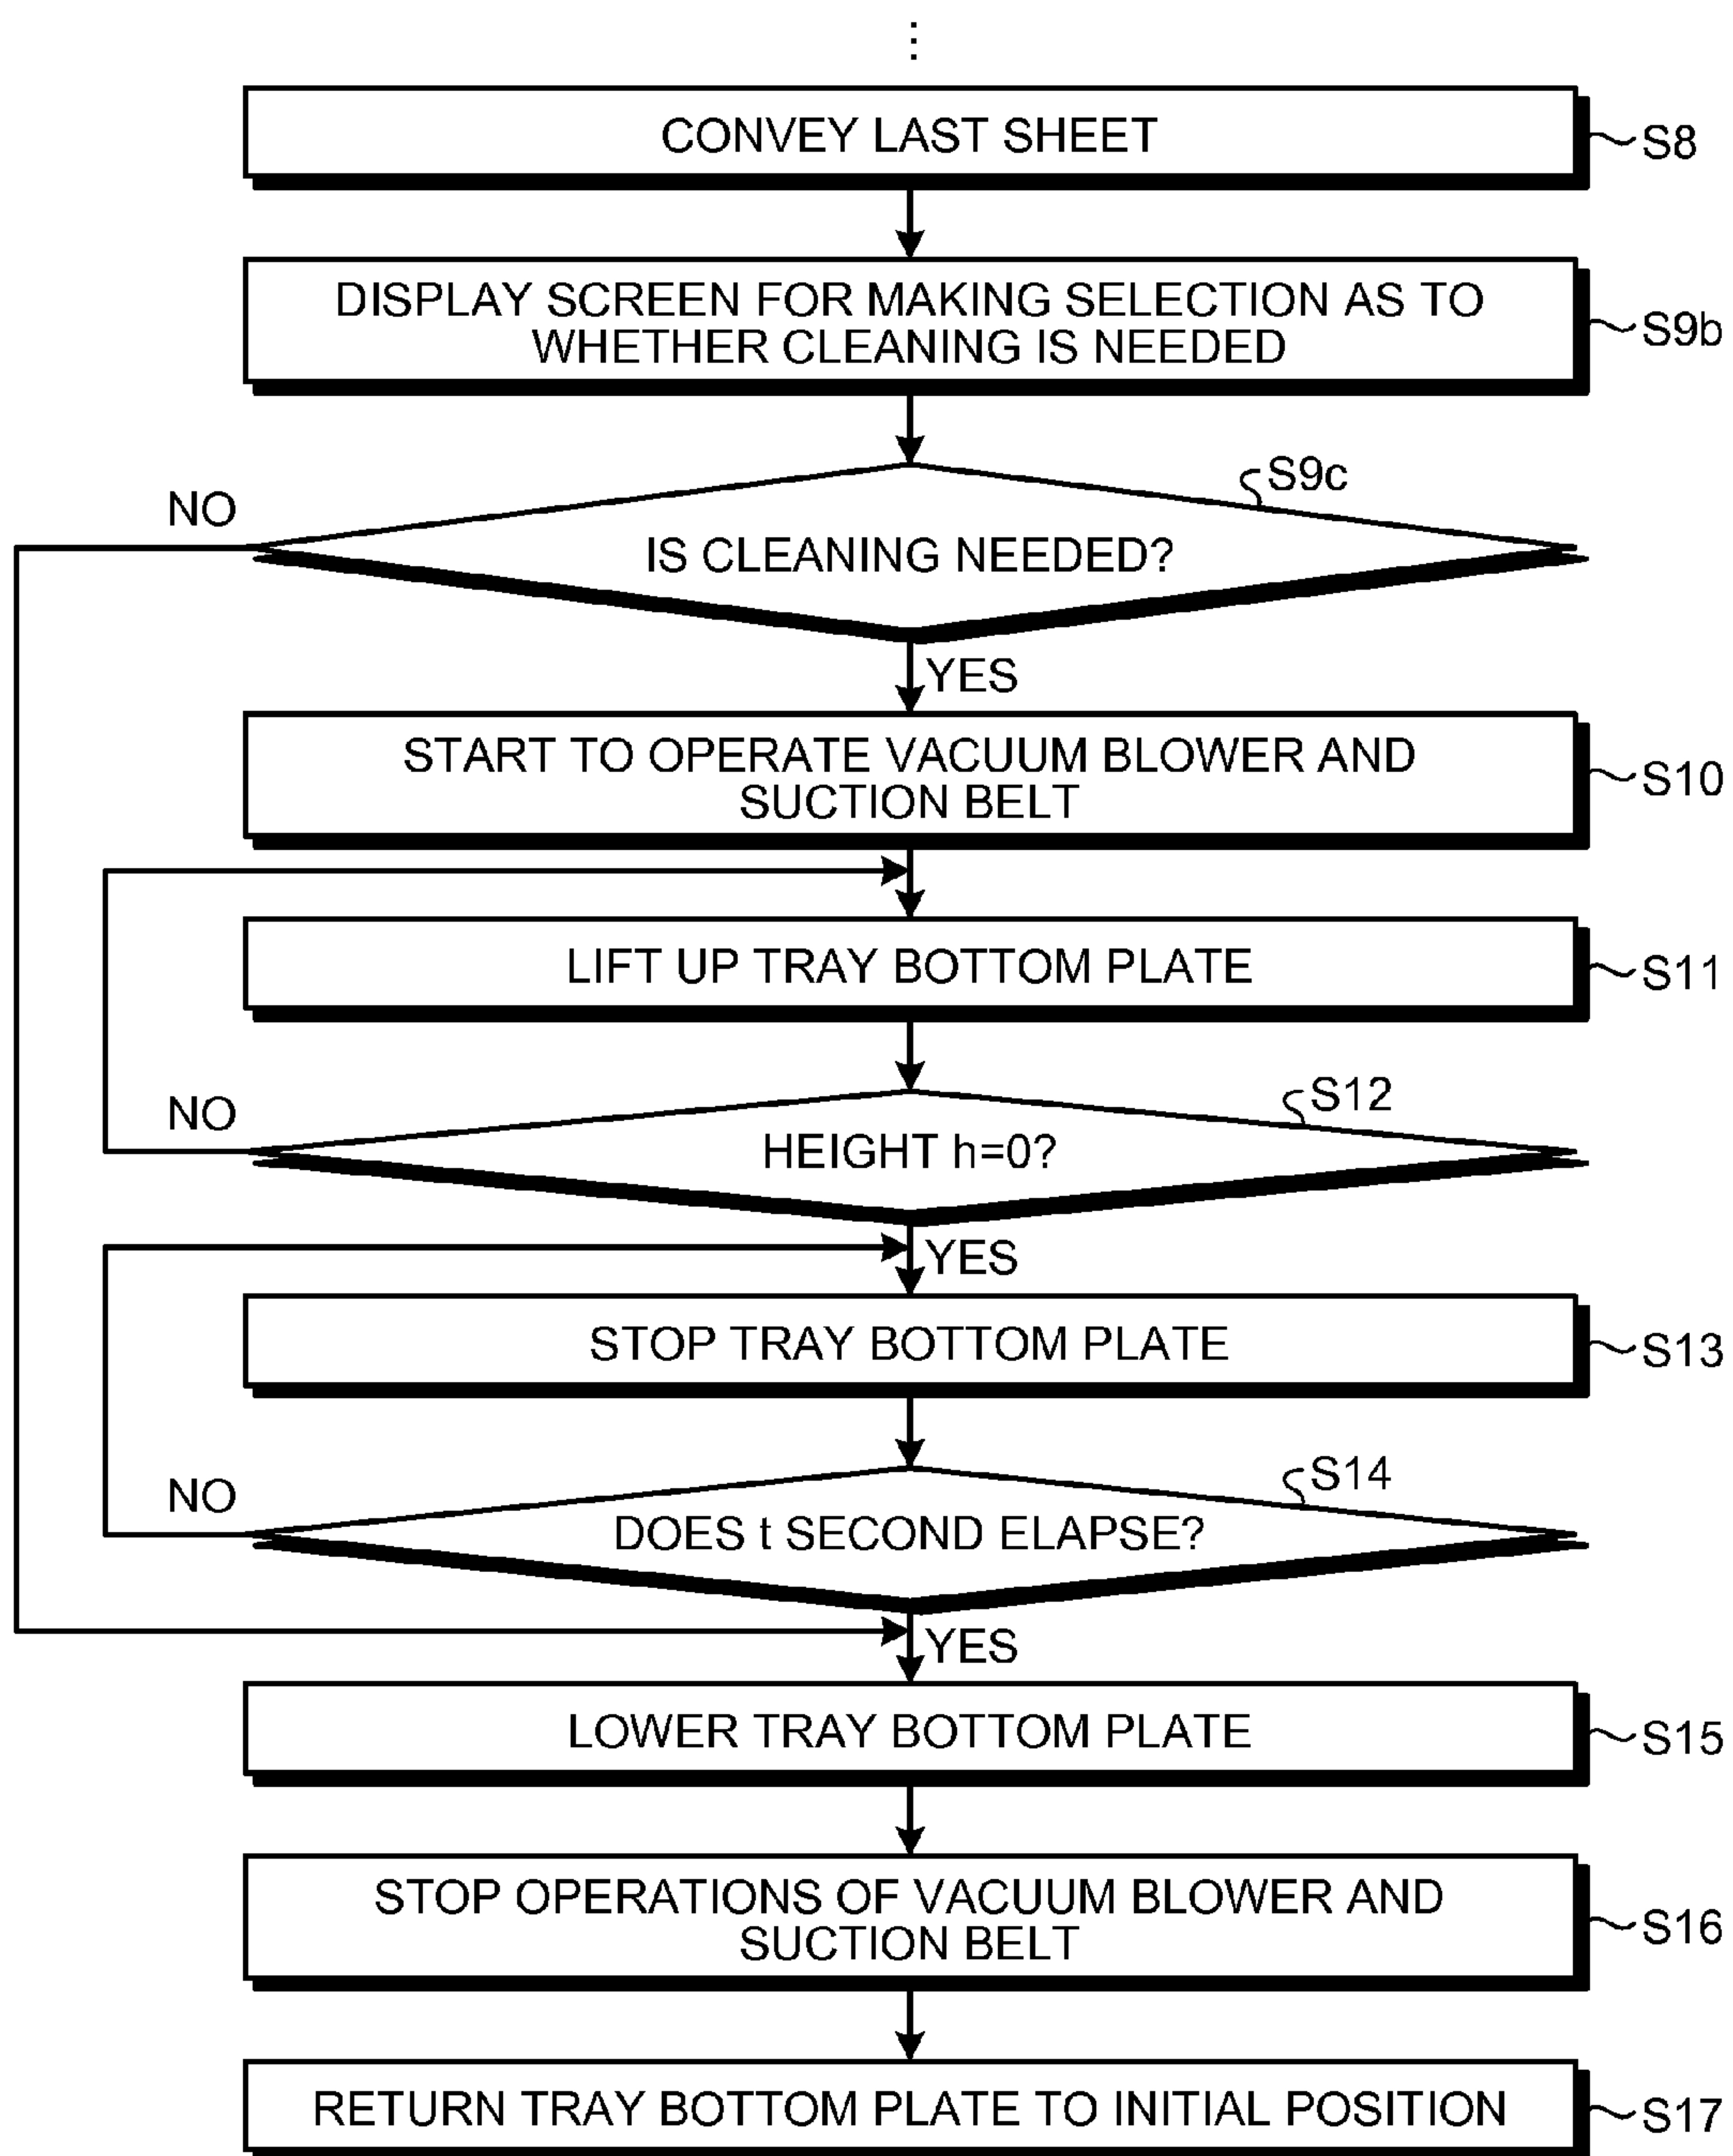 ⋮
CONVEY LAST SHEET
S8
DISPLAY SCREEN FOR MAKING SELECTION AS TO
WHETHER CLEANING IS NEEDED
S9b
S9c
NO
IS CLEANING NEEDED?
YES
START TO OPERATE VACUUM BLOWER AND
SUCTION BELT
S10
LIFT UP TRAY BOTTOM PLATE
S11
S12
NO
HEIGHT h=0?
YES
STOP TRAY BOTTOM PLATE
S13
S14
NO
DOES t SECOND ELAPSE?
YES
LOWER TRAY BOTTOM PLATE
S15
STOP OPERATIONS OF VACUUM BLOWER AND
SUCTION BELT
S16
RETURN TRAY BOTTOM PLATE TO INITIAL POSITION
S17